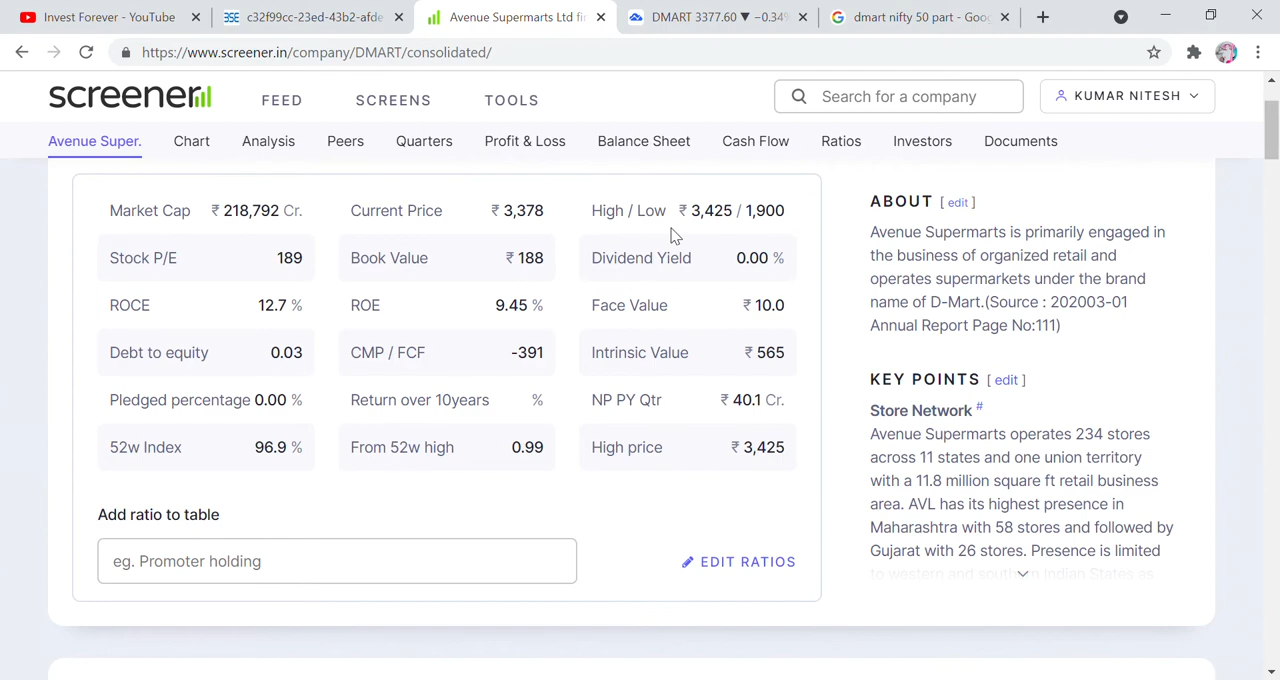 Invest Forever - YouTube
c32f99cc-23ed-43b2-afde
Avenue Supermarts Ltd fi
DMART 3377.60 ▼ −0.34%
dmart nifty 50 part - Goog
https://www.screener.in/company/DMART/consolidated/
screener
FEED
SCREENS
TOOLS
Search for a company
KUMAR NITESH
Avenue Super.
Chart
Analysis
Peers
Quarters
Profit & Loss
Balance Sheet
Cash Flow
Ratios
Investors
Documents
Market Cap ₹ 218,792 Cr.
Current Price ₹ 3,378
High / Low ₹ 3,425 / 1,900
Stock P/E 189
Book Value ₹ 188
Dividend Yield 0.00 %
ROCE 12.7 %
ROE 9.45 %
Face Value ₹ 10.0
Debt to equity 0.03
CMP / FCF -391
Intrinsic Value ₹ 565
Pledged percentage 0.00 %
Return over 10years %
NP PY Qtr ₹ 40.1 Cr.
52w Index 96.9 %
From 52w high 0.99
High price ₹ 3,425
Add ratio to table
eg. Promoter holding
EDIT RATIOS
ABOUT [ edit ]
Avenue Supermarts is primarily engaged in
the business of organized retail and
operates supermarkets under the brand
name of D-Mart.(Source : 202003-01
Annual Report Page No:111)
KEY POINTS [ edit ]
Store Network #
Avenue Supermarts operates 234 stores
across 11 states and one union territory
with a 11.8 million square ft retail business
area. AVL has its highest presence in
Maharashtra with 58 stores and followed by
Gujarat with 26 stores. Presence is limited
to western and southern Indian States as